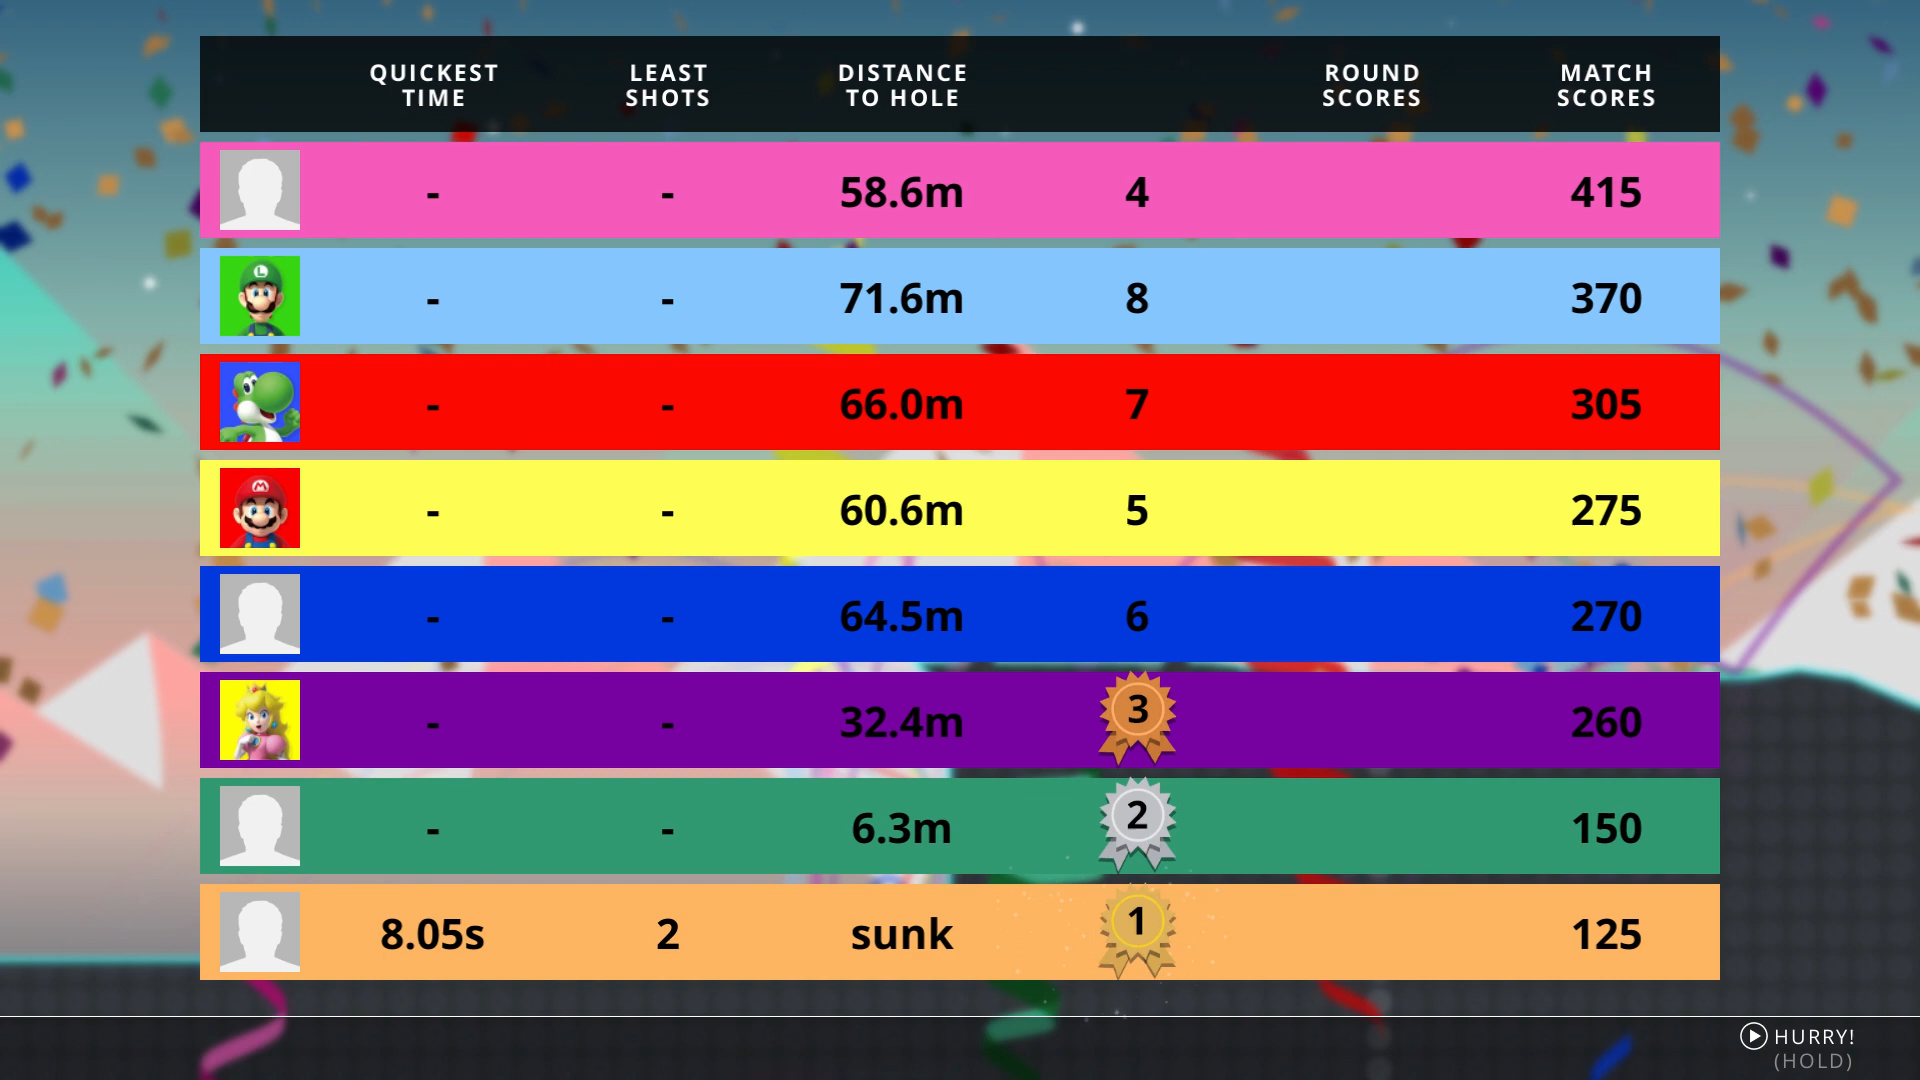 QUICKEST TIME LEAST SHOTS DISTANCE TO HOLE ROUND SCORES MATCH SCORES
- - 58.6m 4 415
- - 71.6m 8 370
- - 66.0m 7 305
- - 60.6m 5 275
- - 64.5m 6 270
- - 32.4m 3 260
- - 6.3m 2 150
8.05s 2 sunk 1 125
HURRY!
(HOLD)